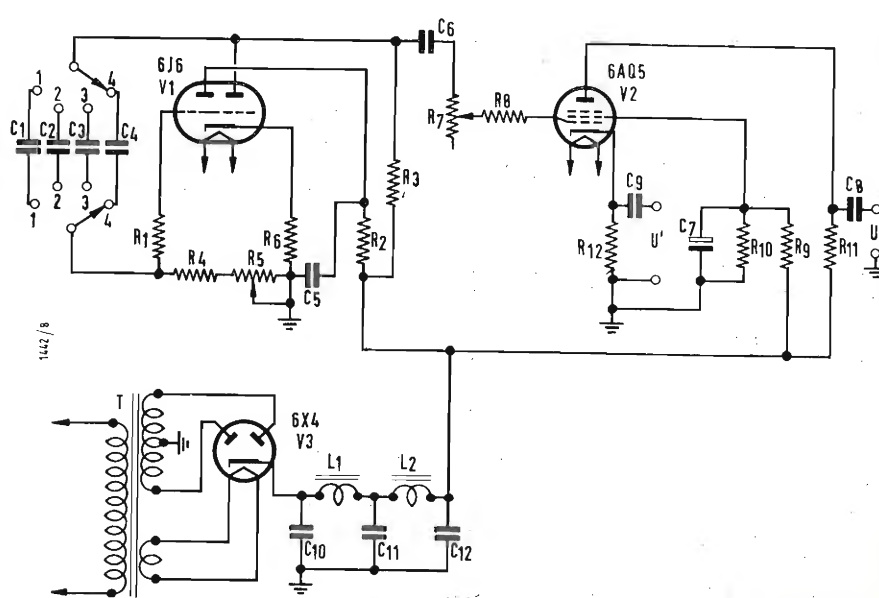 C6
6J6
V1
6AQ5
V2
1
2
3
4
C1
C2
C3
C4
R7
R8
R3
C9
C8
1
2
3
4
R1
R6
R2
R12
U'
C7
R10
R9
R11
U
R4
R5
C5
1442/8
T
6X4
V3
L1
L2
C10
C11
C12